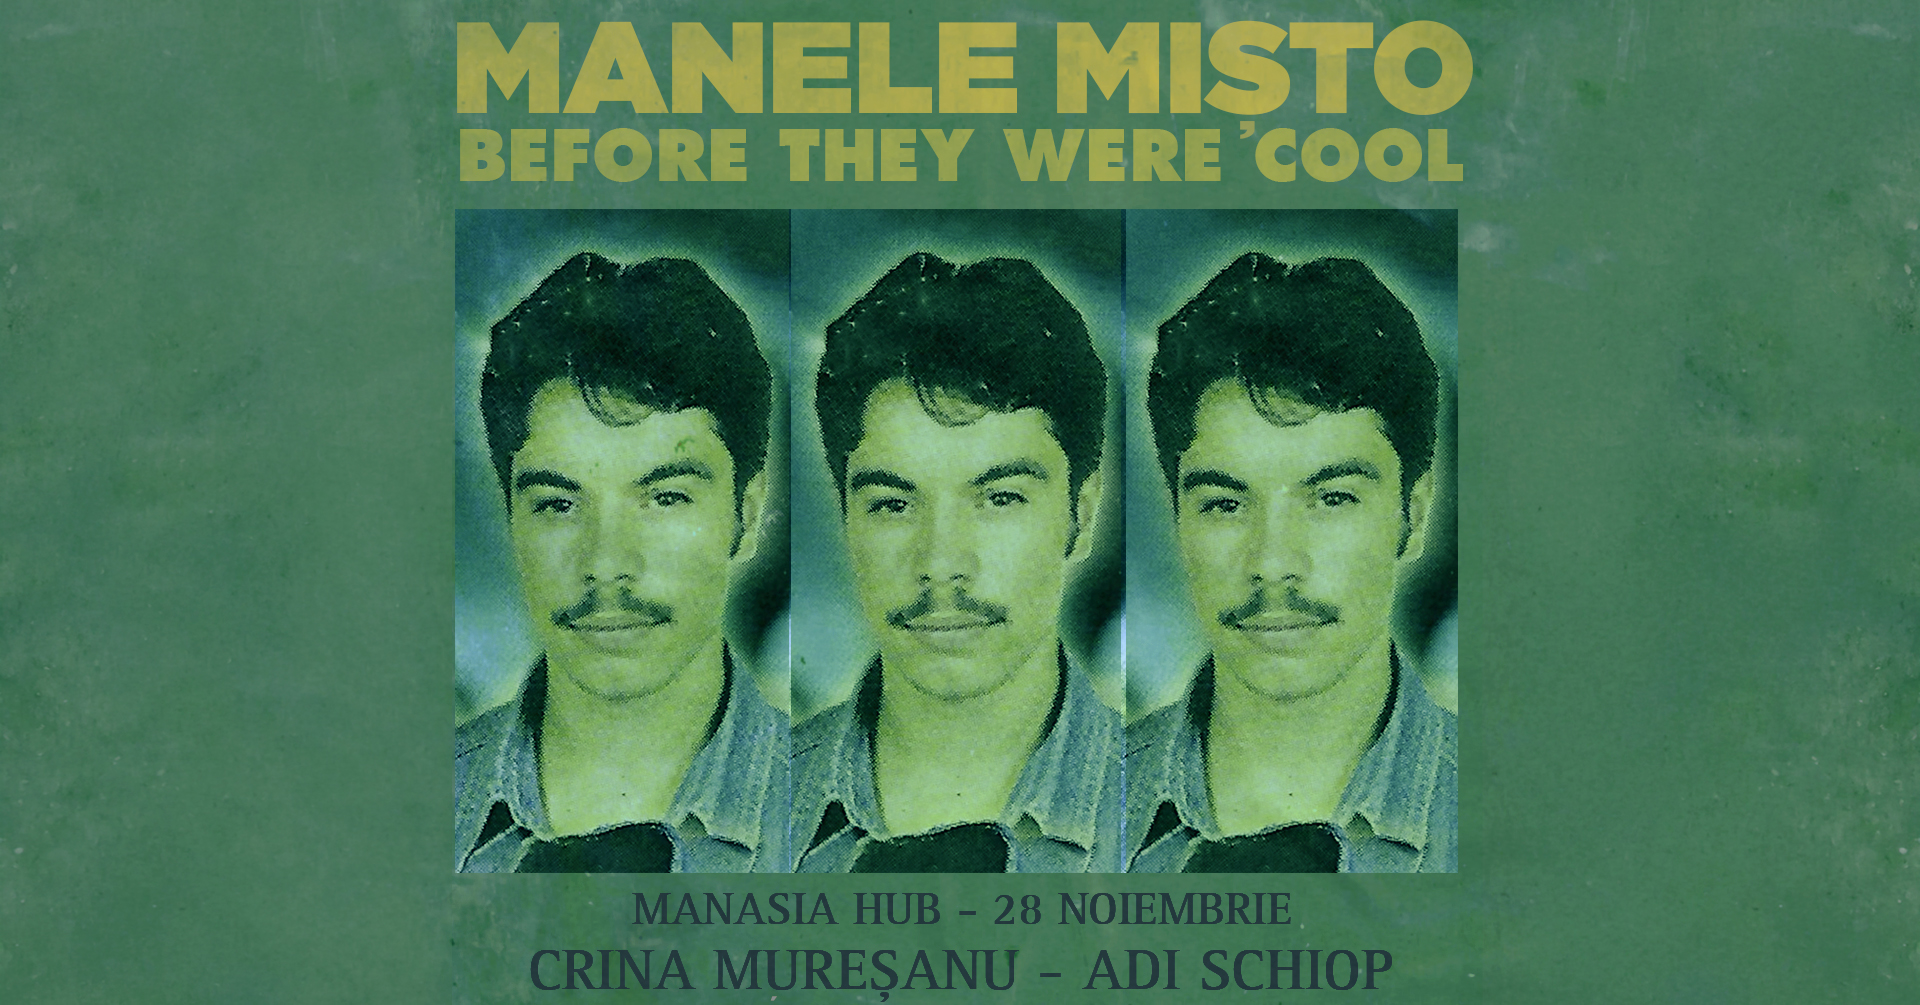 MANELE MIȘTO
BEFORE THEY WERE 'COOL
MANASIA HUB – 28 NOIEMBRIE
CRINA MUREȘANU – ADI SCHIOP